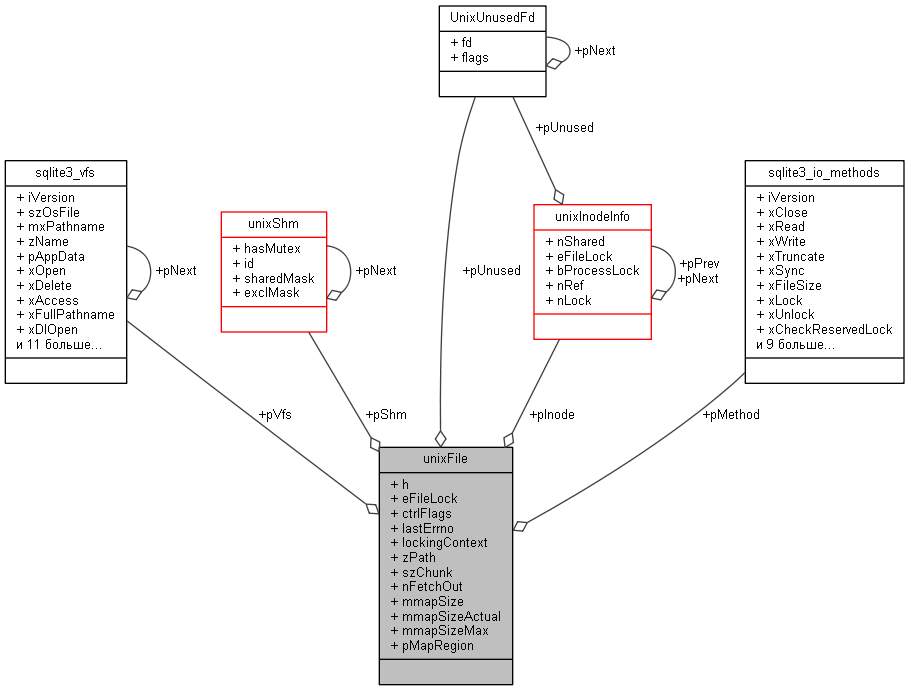 UnixUnusedFd
+ fd
+ flags
+pNext
+pUnused
sqlite3_vfs
+ iVersion
+ szOsFile
+ mxPathname
+ zName
+ pAppData
+ xOpen
+ xDelete
+ xAccess
+ xFullPathname
+ xDlOpen
и 11 больше...
+pNext
unixShm
+ hasMutex
+ id
+ sharedMask
+ exclMask
+pNext
+pUnused
unixInodeInfo
+ nShared
+ eFileLock
+ bProcessLock
+ nRef
+ nLock
+pPrev
+pNext
sqlite3_io_methods
+ iVersion
+ xClose
+ xRead
+ xWrite
+ xTruncate
+ xSync
+ xFileSize
+ xLock
+ xUnlock
+ xCheckReservedLock
и 9 больше...
+pVfs
+pShm
+pInode
+pMethod
unixFile
+ h
+ eFileLock
+ ctrlFlags
+ lastErrno
+ lockingContext
+ zPath
+ szChunk
+ nFetchOut
+ mmapSize
+ mmapSizeActual
+ mmapSizeMax
+ pMapRegion